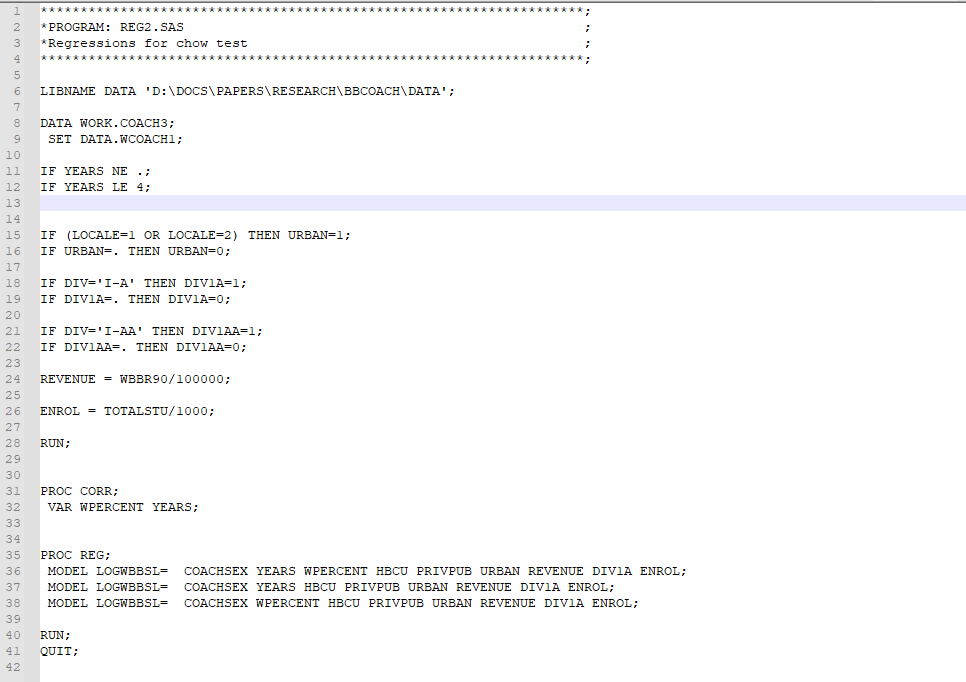 1 ********************************************************************;
2 *PROGRAM: REG2.SAS ;
3 *Regressions for chow test ;
4 ********************************************************************;
5
6 LIBNAME DATA 'D:\DOCS\PAPERS\RESEARCH\BBCOACH\DATA';
7
8 DATA WORK.COACH3;
9 SET DATA.WCOACH1;
10
11 IF YEARS NE .;
12 IF YEARS LE 4;
13
14
15 IF (LOCALE=1 OR LOCALE=2) THEN URBAN=1;
16 IF URBAN=. THEN URBAN=0;
17
18 IF DIV='I-A' THEN DIV1A=1;
19 IF DIV1A=. THEN DIV1A=0;
20
21 IF DIV='I-AA' THEN DIV1AA=1;
22 IF DIV1AA=. THEN DIV1AA=0;
23
24 REVENUE = WBBR90/100000;
25
26 ENROL = TOTALSTU/1000;
27
28 RUN;
29
30
31 PROC CORR;
32 VAR WPERCENT YEARS;
33
34
35 PROC REG;
36 MODEL LOGWBBSL= COACHSEX YEARS WPERCENT HBCU PRIVPUB URBAN REVENUE DIV1A ENROL;
37 MODEL LOGWBBSL= COACHSEX YEARS HBCU PRIVPUB URBAN REVENUE DIV1A ENROL;
38 MODEL LOGWBBSL= COACHSEX WPERCENT HBCU PRIVPUB URBAN REVENUE DIV1A ENROL;
39
40 RUN;
41 QUIT;
42